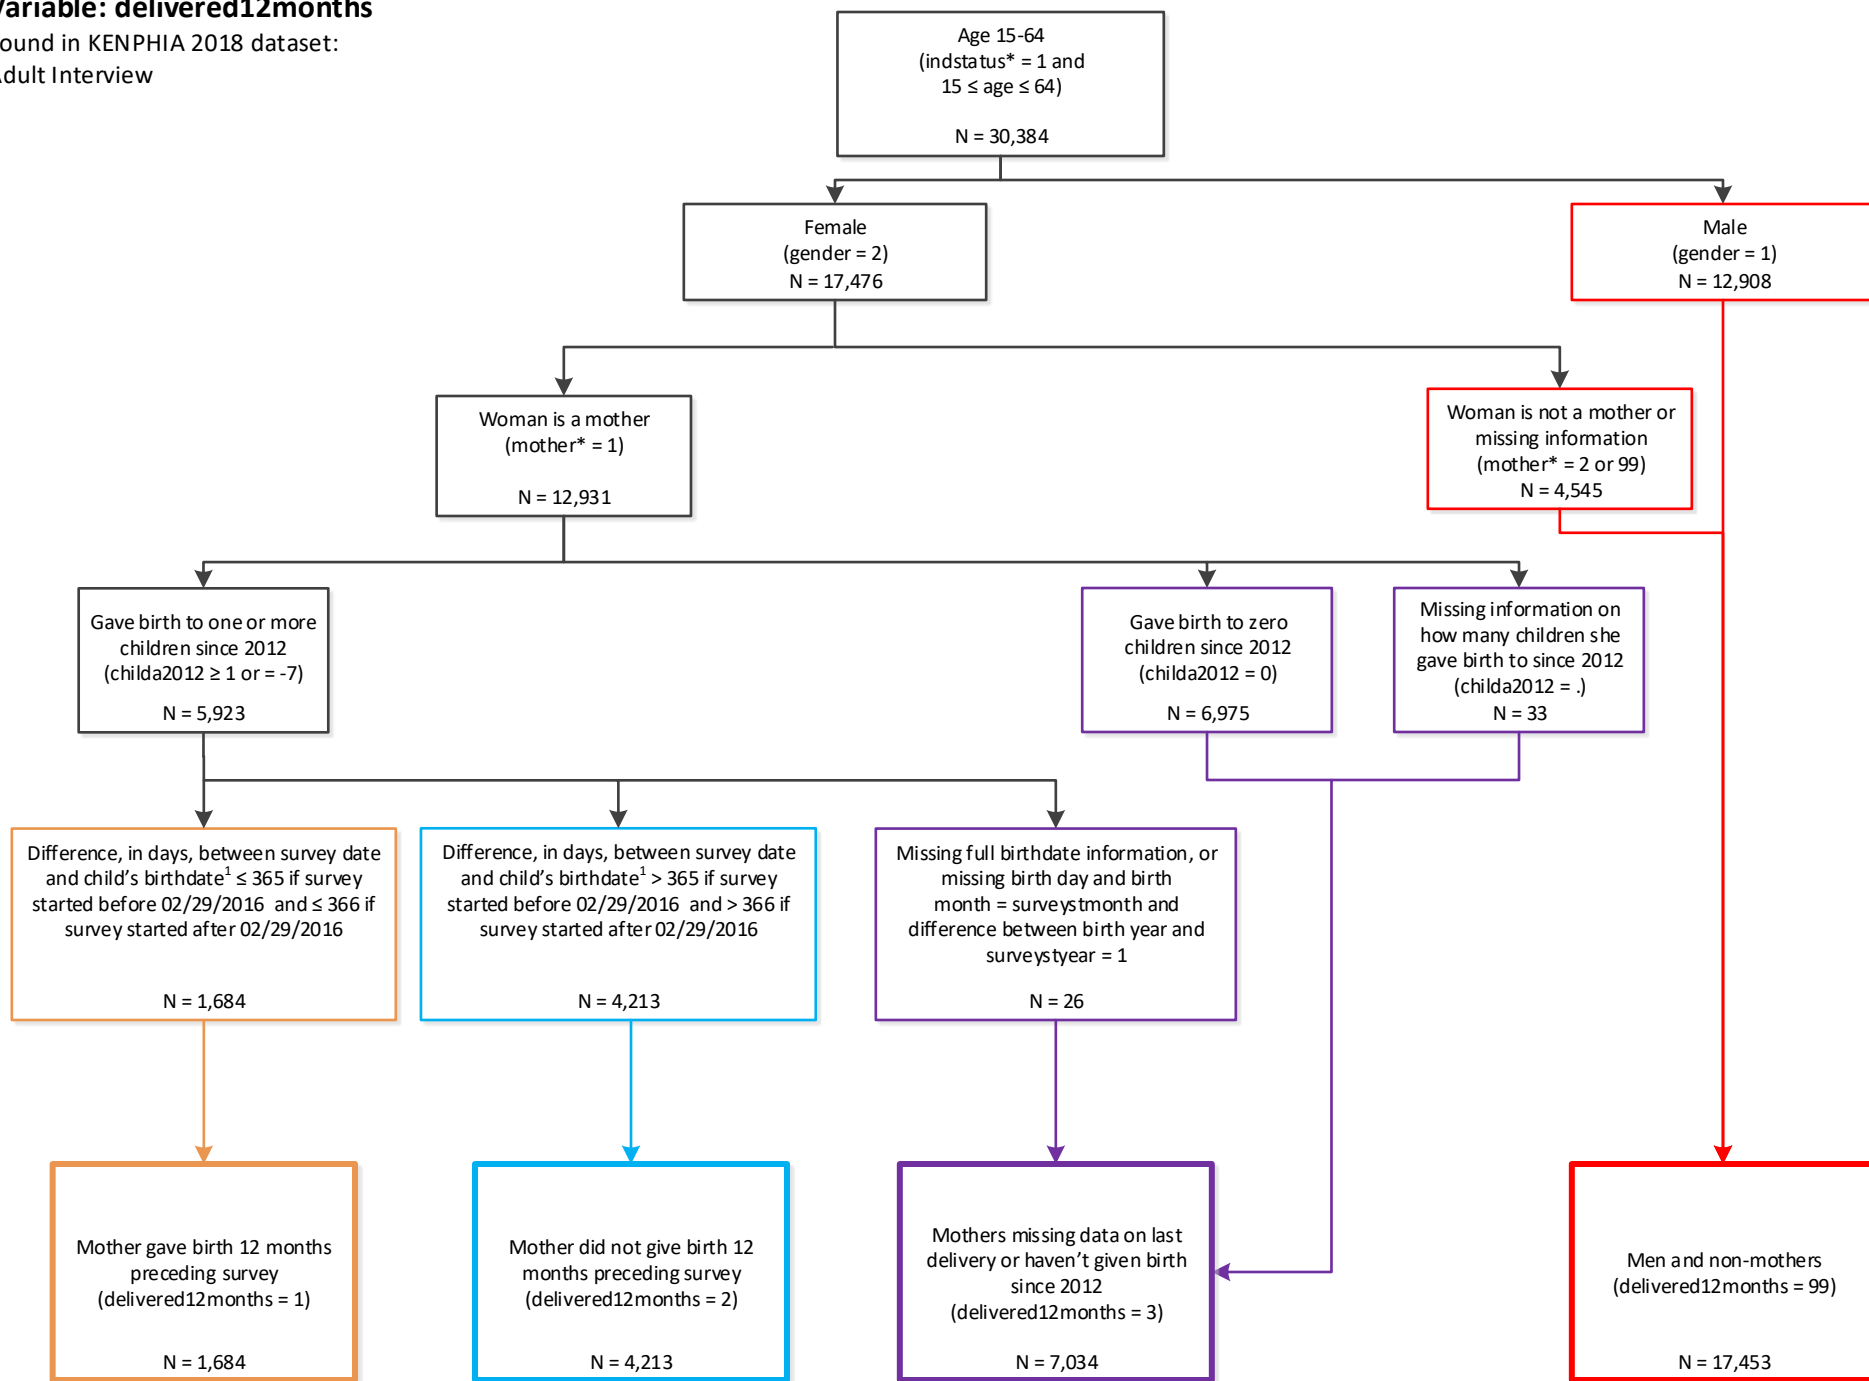 Variable: delivered12months
Found in KENPHIA 2018 dataset:
Adult Interview
Age 15-64
(indstatus* = 1 and
15 ≤ age ≤ 64)
N = 30,384
Female
(gender = 2)
N = 17,476
Male
(gender = 1)
N = 12,908
Woman is a mother
(mother* = 1)
N = 12,931
Woman is not a mother or
missing information
(mother* = 2 or 99)
N = 4,545
Gave birth to one or more
children since 2012
(childa2012 ≥ 1 or = -7)
N = 5,923
Gave birth to zero
children since 2012
(childa2012 = 0)
N = 6,975
Missing information on
how many children she
gave birth to since 2012
(childa2012 = .)
N = 33
Difference, in days, between survey date
and child’s birthdate¹ ≤ 365 if survey
started before 02/29/2016 and ≤ 366 if
survey started after 02/29/2016
N = 1,684
Difference, in days, between survey date
and child’s birthdate¹ > 365 if survey
started before 02/29/2016 and > 366 if
survey started after 02/29/2016
N = 4,213
Missing full birthdate information, or
missing birth day and birth
month = surveystmonth and
difference between birth year and
surveystyear = 1
N = 26
Mother gave birth 12 months
preceding survey
(delivered12months = 1)
N = 1,684
Mother did not give birth 12
months preceding survey
(delivered12months = 2)
N = 4,213
Mothers missing data on last
delivery or haven’t given birth
since 2012
(delivered12months = 3)
N = 7,034
Men and non-mothers
(delivered12months = 99)
N = 17,453